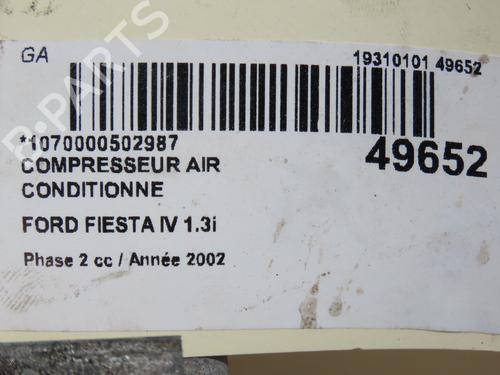 GA
19310101 49652
*1070000502987
49652
COMPRESSEUR AIR
CONDITIONNE
FORD FIESTA IV 1.3i
Phase 2 cc / Année 2002
B-PARTS